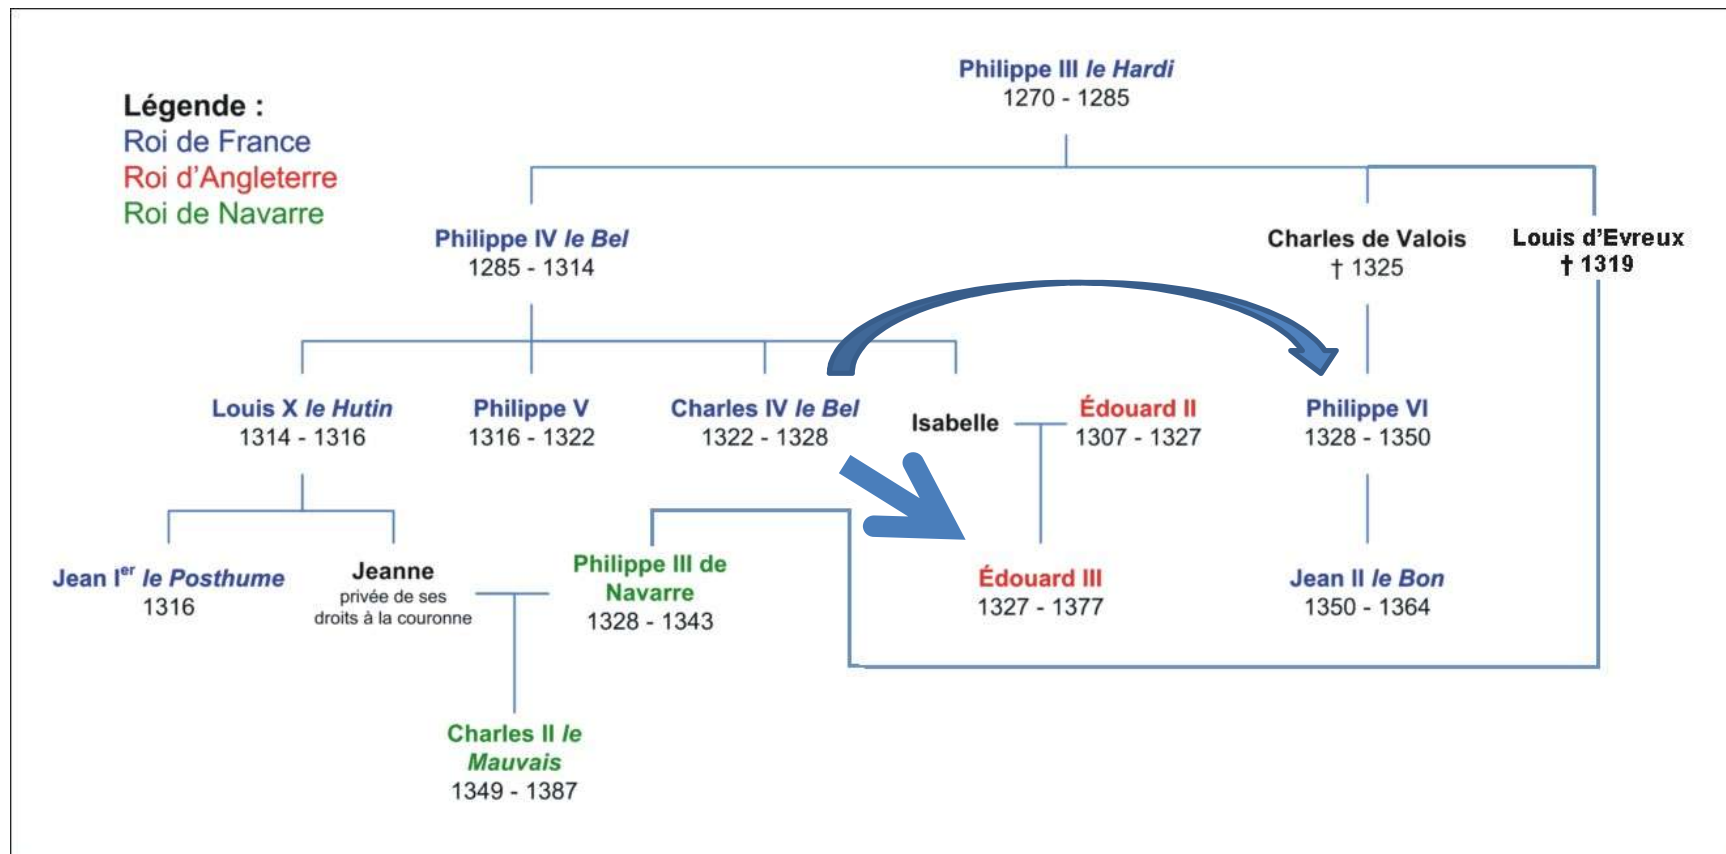 Philippe III le Hardi
1270 - 1285
Légende :
Roi de France
Roi d'Angleterre
Roi de Navarre
Philippe IV le Bel
1285 - 1314
Charles de Valois
† 1325
Louis d'Evreux
† 1319
Louis X le Hutin
1314 - 1316
Philippe V
1316 - 1322
Charles IV le Bel
1322 - 1328
Isabelle
Édouard II
1307 - 1327
Philippe VI
1328 - 1350
Jean Ier le Posthume
1316
Jeanne
privée de ses
droits à la couronne
Philippe III de
Navarre
1328 - 1343
Édouard III
1327 - 1377
Jean II le Bon
1350 - 1364
Charles II le
Mauvais
1349 - 1387